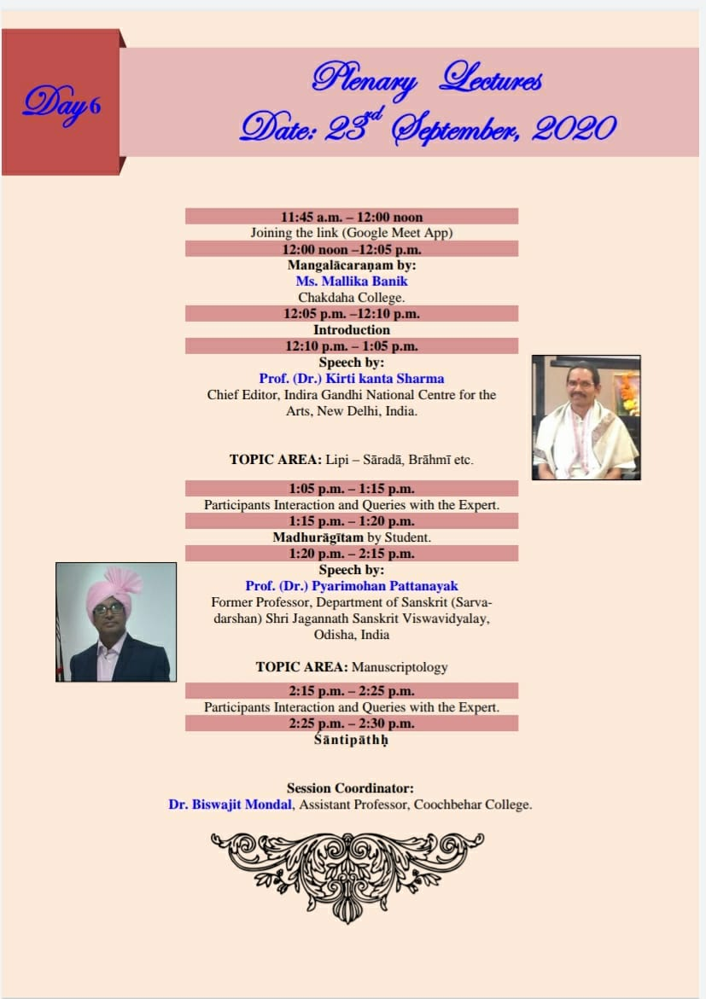 Day 6
Plenary Lectures
Date: 23rd September, 2020
11:45 a.m. – 12:00 noon
Joining the link (Google Meet App)
12:00 noon –12:05 p.m.
Mangalācaraṇam by:
Ms. Mallika Banik
Chakdaha College.
12:05 p.m. –12:10 p.m.
Introduction
12:10 p.m. – 1:05 p.m.
Speech by:
Prof. (Dr.) Kirti kanta Sharma
Chief Editor, Indira Gandhi National Centre for the
Arts, New Delhi, India.
TOPIC AREA: Lipi – Sāradā, Brāhmī etc.
1:05 p.m. – 1:15 p.m.
Participants Interaction and Queries with the Expert.
1:15 p.m. – 1:20 p.m.
Madhurāgītam by Student.
1:20 p.m. – 2:15 p.m.
Speech by:
Prof. (Dr.) Pyarimohan Pattanayak
Former Professor, Department of Sanskrit (Sarva-
darshan) Shri Jagannath Sanskrit Viswavidyalay,
Odisha, India
TOPIC AREA: Manuscriptology
2:15 p.m. – 2:25 p.m.
Participants Interaction and Queries with the Expert.
2:25 p.m. – 2:30 p.m.
Śāntipāthḥ
Session Coordinator:
Dr. Biswajit Mondal, Assistant Professor, Coochbehar College.